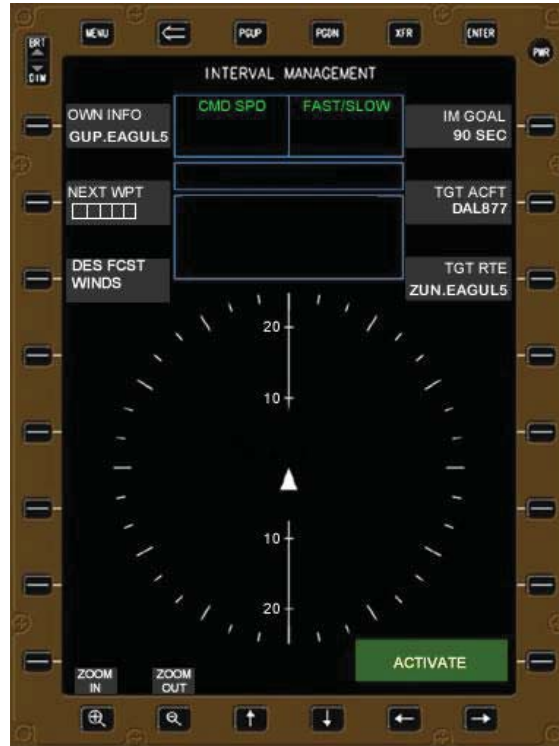 MENU
PGUP
PGDN
XFR
ENTER
BRT
DIM
PWR
INTERVAL MANAGEMENT
OWN INFO
GUP.EAGUL5
CMD SPD
FAST/SLOW
IM GOAL
90 SEC
NEXT WPT
TGT ACFT
DAL877
DES FCST
WINDS
TGT RTE
ZUN.EAGUL5
20
10
10
20
ACTIVATE
ZOOM
IN
ZOOM
OUT